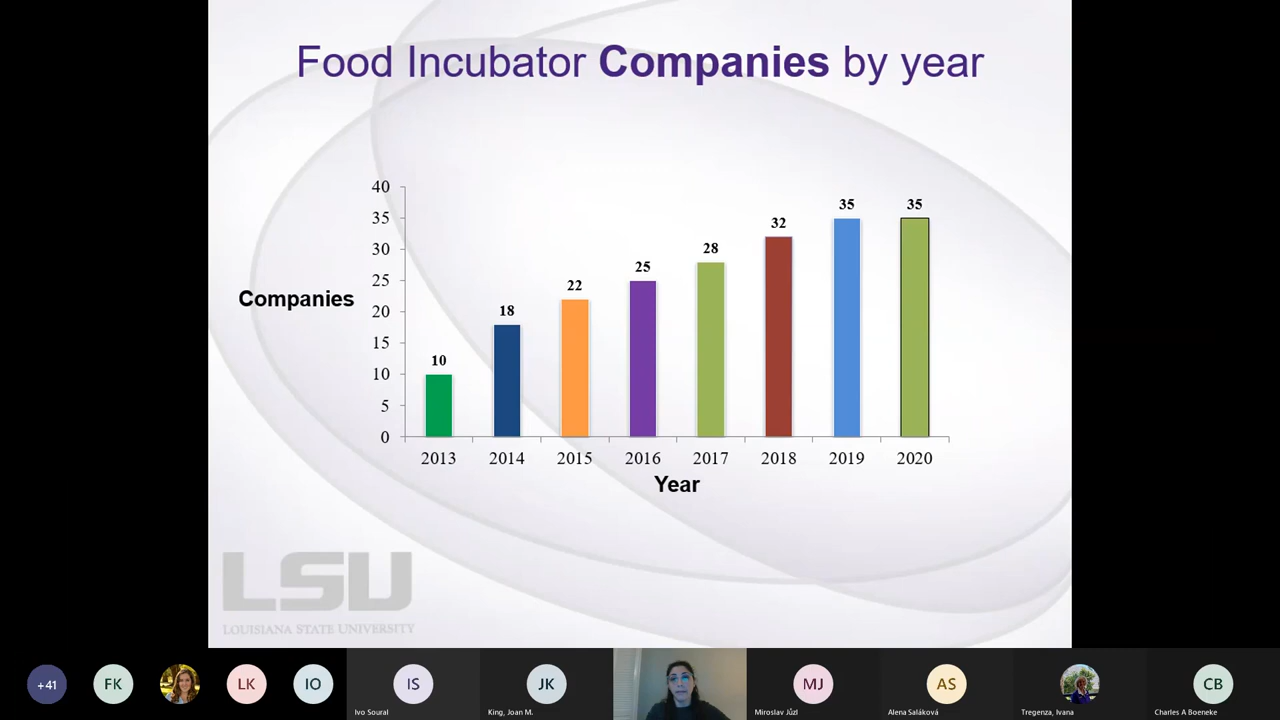 Food Incubator Companies by year
40
35
30
25
20
15
10
5
0
Companies
10
18
22
25
28
32
35
35
2013 2014 2015 2016 2017 2018 2019 2020
Year
LSU
LOUISIANA STATE UNIVERSITY
+41 FK LK IO IS JK MJ AS CB
Ivo Soural King, Joan M. Miroslav Jůzl Alena Saláková Tregenza, Ivana Charles A Boeneke